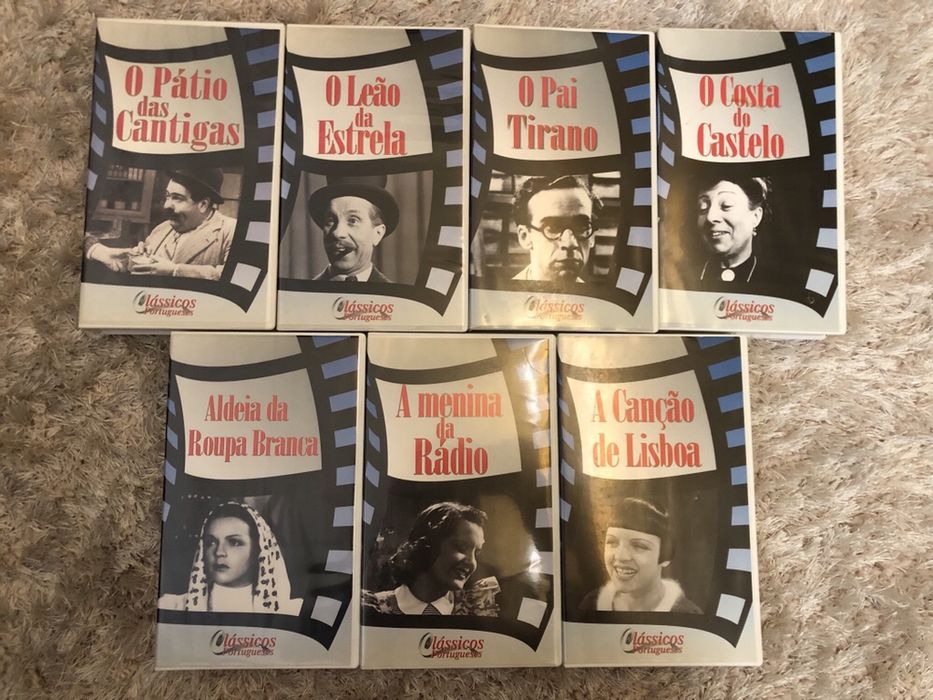 O Pátio
das
Cantigas
Clássicos
Portugueses
O Leão
da
Estrela
Clássicos
Portugueses
O Pai
Tirano
Clássicos
Portugueses
O Costa
do
Castelo
Clássicos
Portugueses
Aldeia da
Roupa Branca
Clássicos
Portugueses
A menina
da
Rádio
Clássicos
Portugueses
A Canção
de Lisboa
Clássicos
Portugueses